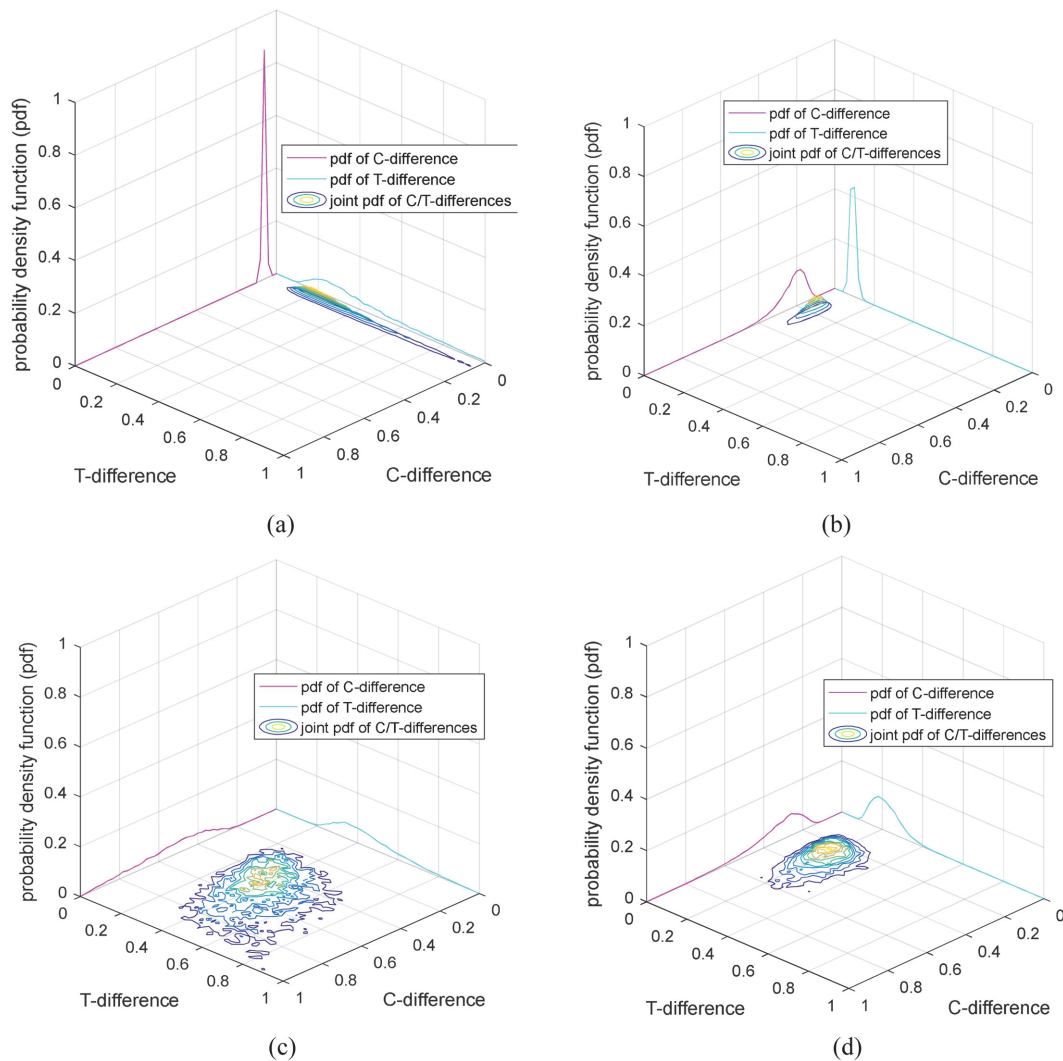 probability density function (pdf)
1
0.8
0.6
0.4
0.2
0
pdf of C-difference
pdf of T-difference
joint pdf of C/T-differences
0
0.2
0.4
0.6
0.8
1
T-difference
1
0.8
0.6
0.4
0.2
0
C-difference
(a)
probability density function (pdf)
1
0.8
0.6
0.4
0.2
0
pdf of C-difference
pdf of T-difference
joint pdf of C/T-differences
0
0.2
0.4
0.6
0.8
1
T-difference
1
0.8
0.6
0.4
0.2
0
C-difference
(b)
probability density function (pdf)
1
0.8
0.6
0.4
0.2
0
pdf of C-difference
pdf of T-difference
joint pdf of C/T-differences
0
0.2
0.4
0.6
0.8
1
T-difference
1
0.8
0.6
0.4
0.2
0
C-difference
(c)
probability density function (pdf)
1
0.8
0.6
0.4
0.2
0
pdf of C-difference
pdf of T-difference
joint pdf of C/T-differences
0
0.2
0.4
0.6
0.8
1
T-difference
1
0.8
0.6
0.4
0.2
0
C-difference
(d)